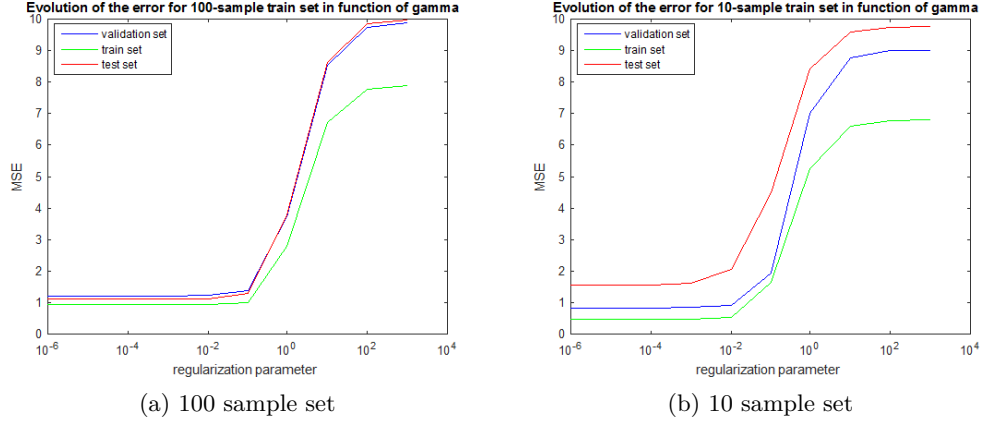 Evolution of the error for 100-sample train set in function of gamma
10
9
8
7
6
5
4
3
2
1
0
MSE
validation set
train set
test set
10^-6
10^-4
10^-2
10^0
10^2
10^4
regularization parameter
(a) 100 sample set
Evolution of the error for 10-sample train set in function of gamma
10
9
8
7
6
5
4
3
2
1
0
MSE
validation set
train set
test set
10^-6
10^-4
10^-2
10^0
10^2
10^4
regularization parameter
(b) 10 sample set